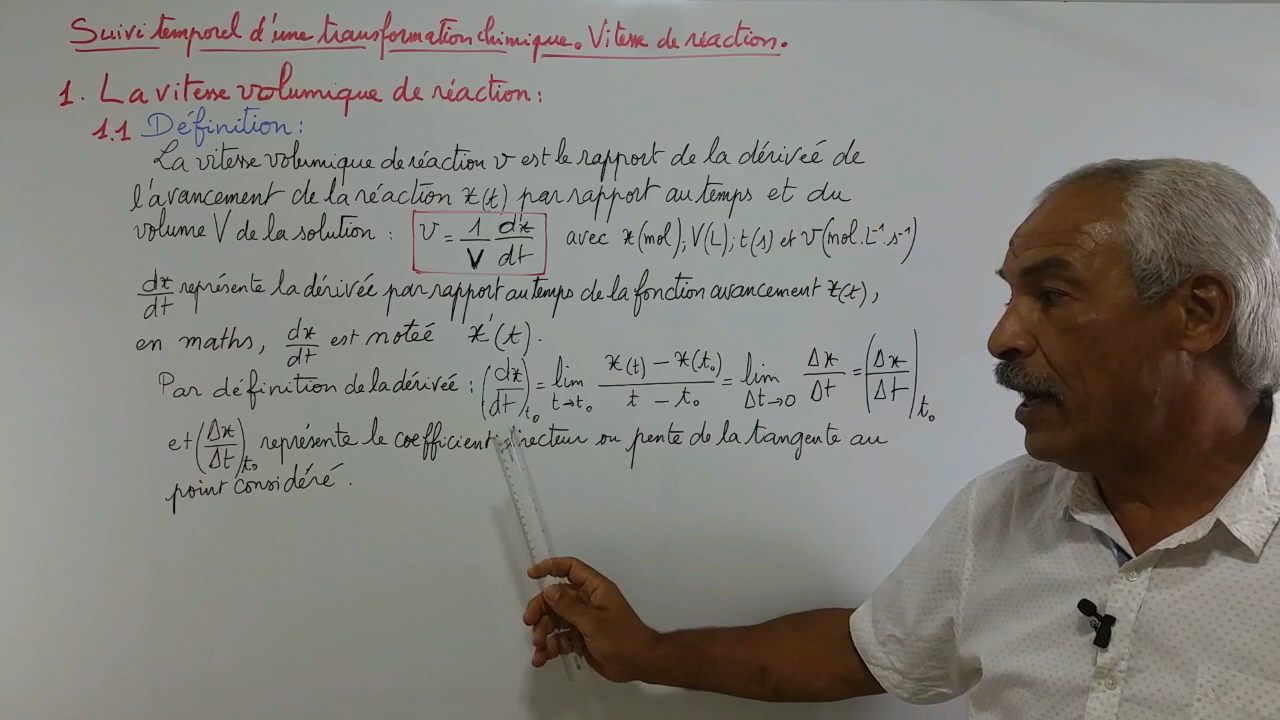 Suivi temporel d'une transformation chimique. Vitesse de réaction.
1. La vitesse volumique de réaction :
1.1 Définition :
La vitesse volumique de réaction v est le rapport de la dériveé de
l'avancement de la réaction x(t) par rapport au temps et du
volume V de la solution : v = 1/V dx/dt avec x(mol) ; V(L) ; t(s) et v(mol.L⁻¹.s⁻¹)
dx/dt représente la dérivée par rapport au temps de la fonction avancement x(t),
en maths, dx/dt est notéé x'(t).
Par définition de la dérivée : (dx/dt)t₀ = lim t→t₀ x(t) − x(t₀) / t − t₀ = lim Δt→0 Δx/Δt = (Δx/Δt)t₀
et (Δx/Δt)t₀ représente le coefficient directeur ou pente de la tangente au
point considéré.